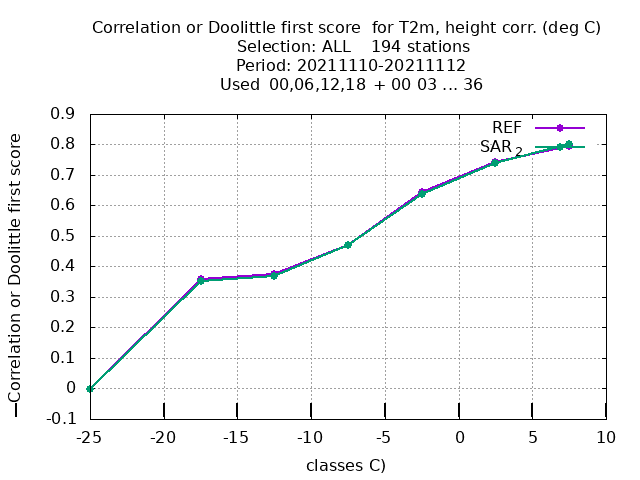 Correlation or Doolittle first score  for T2m, height corr. (deg C)
Selection: ALL    194 stations
Period: 20211110-20211112
Used  00,06,12,18 + 00 03 ... 36
REF
SAR 2
0.9
0.8
0.7
0.6
0.5
0.4
0.3
0.2
0.1
0
-0.1
-25
-20
-15
-10
-5
0
5
10
Correlation or Doolittle first score
classes C)